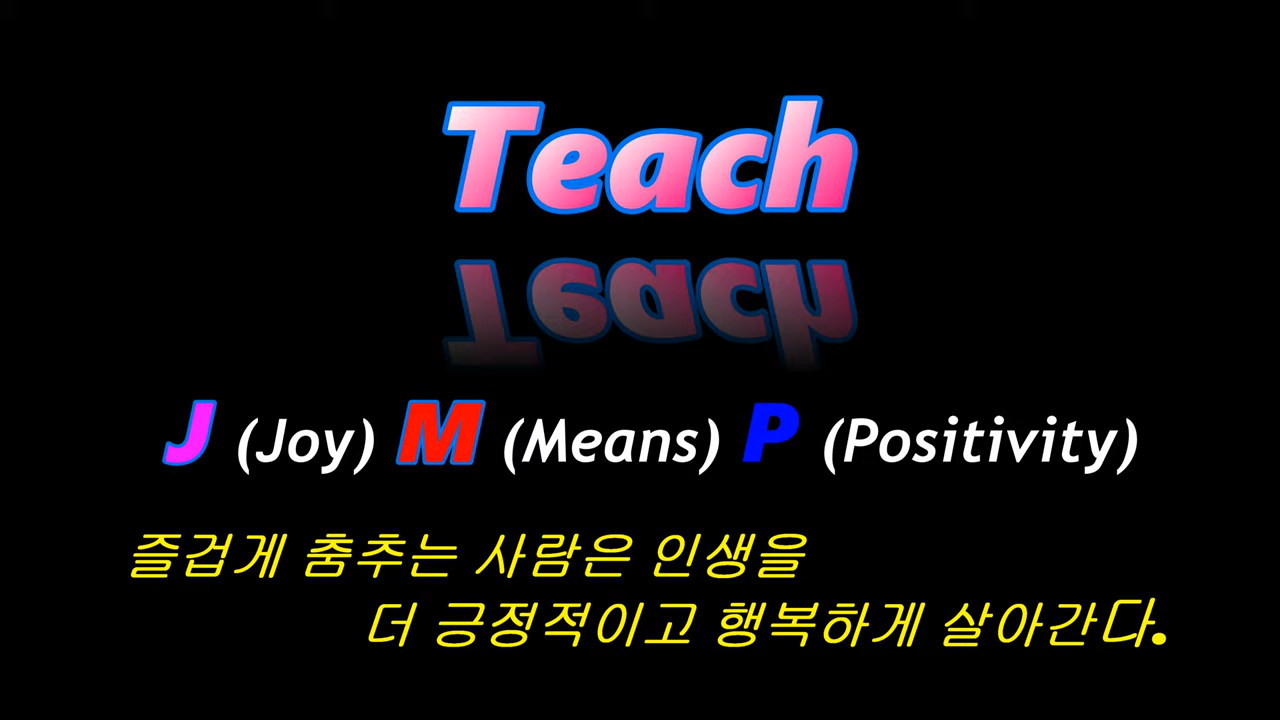 Teach
J (Joy) M (Means) P (Positivity)
즐겁게 춤추는 사람은 인생을
더 긍정적이고 행복하게 살아간다.